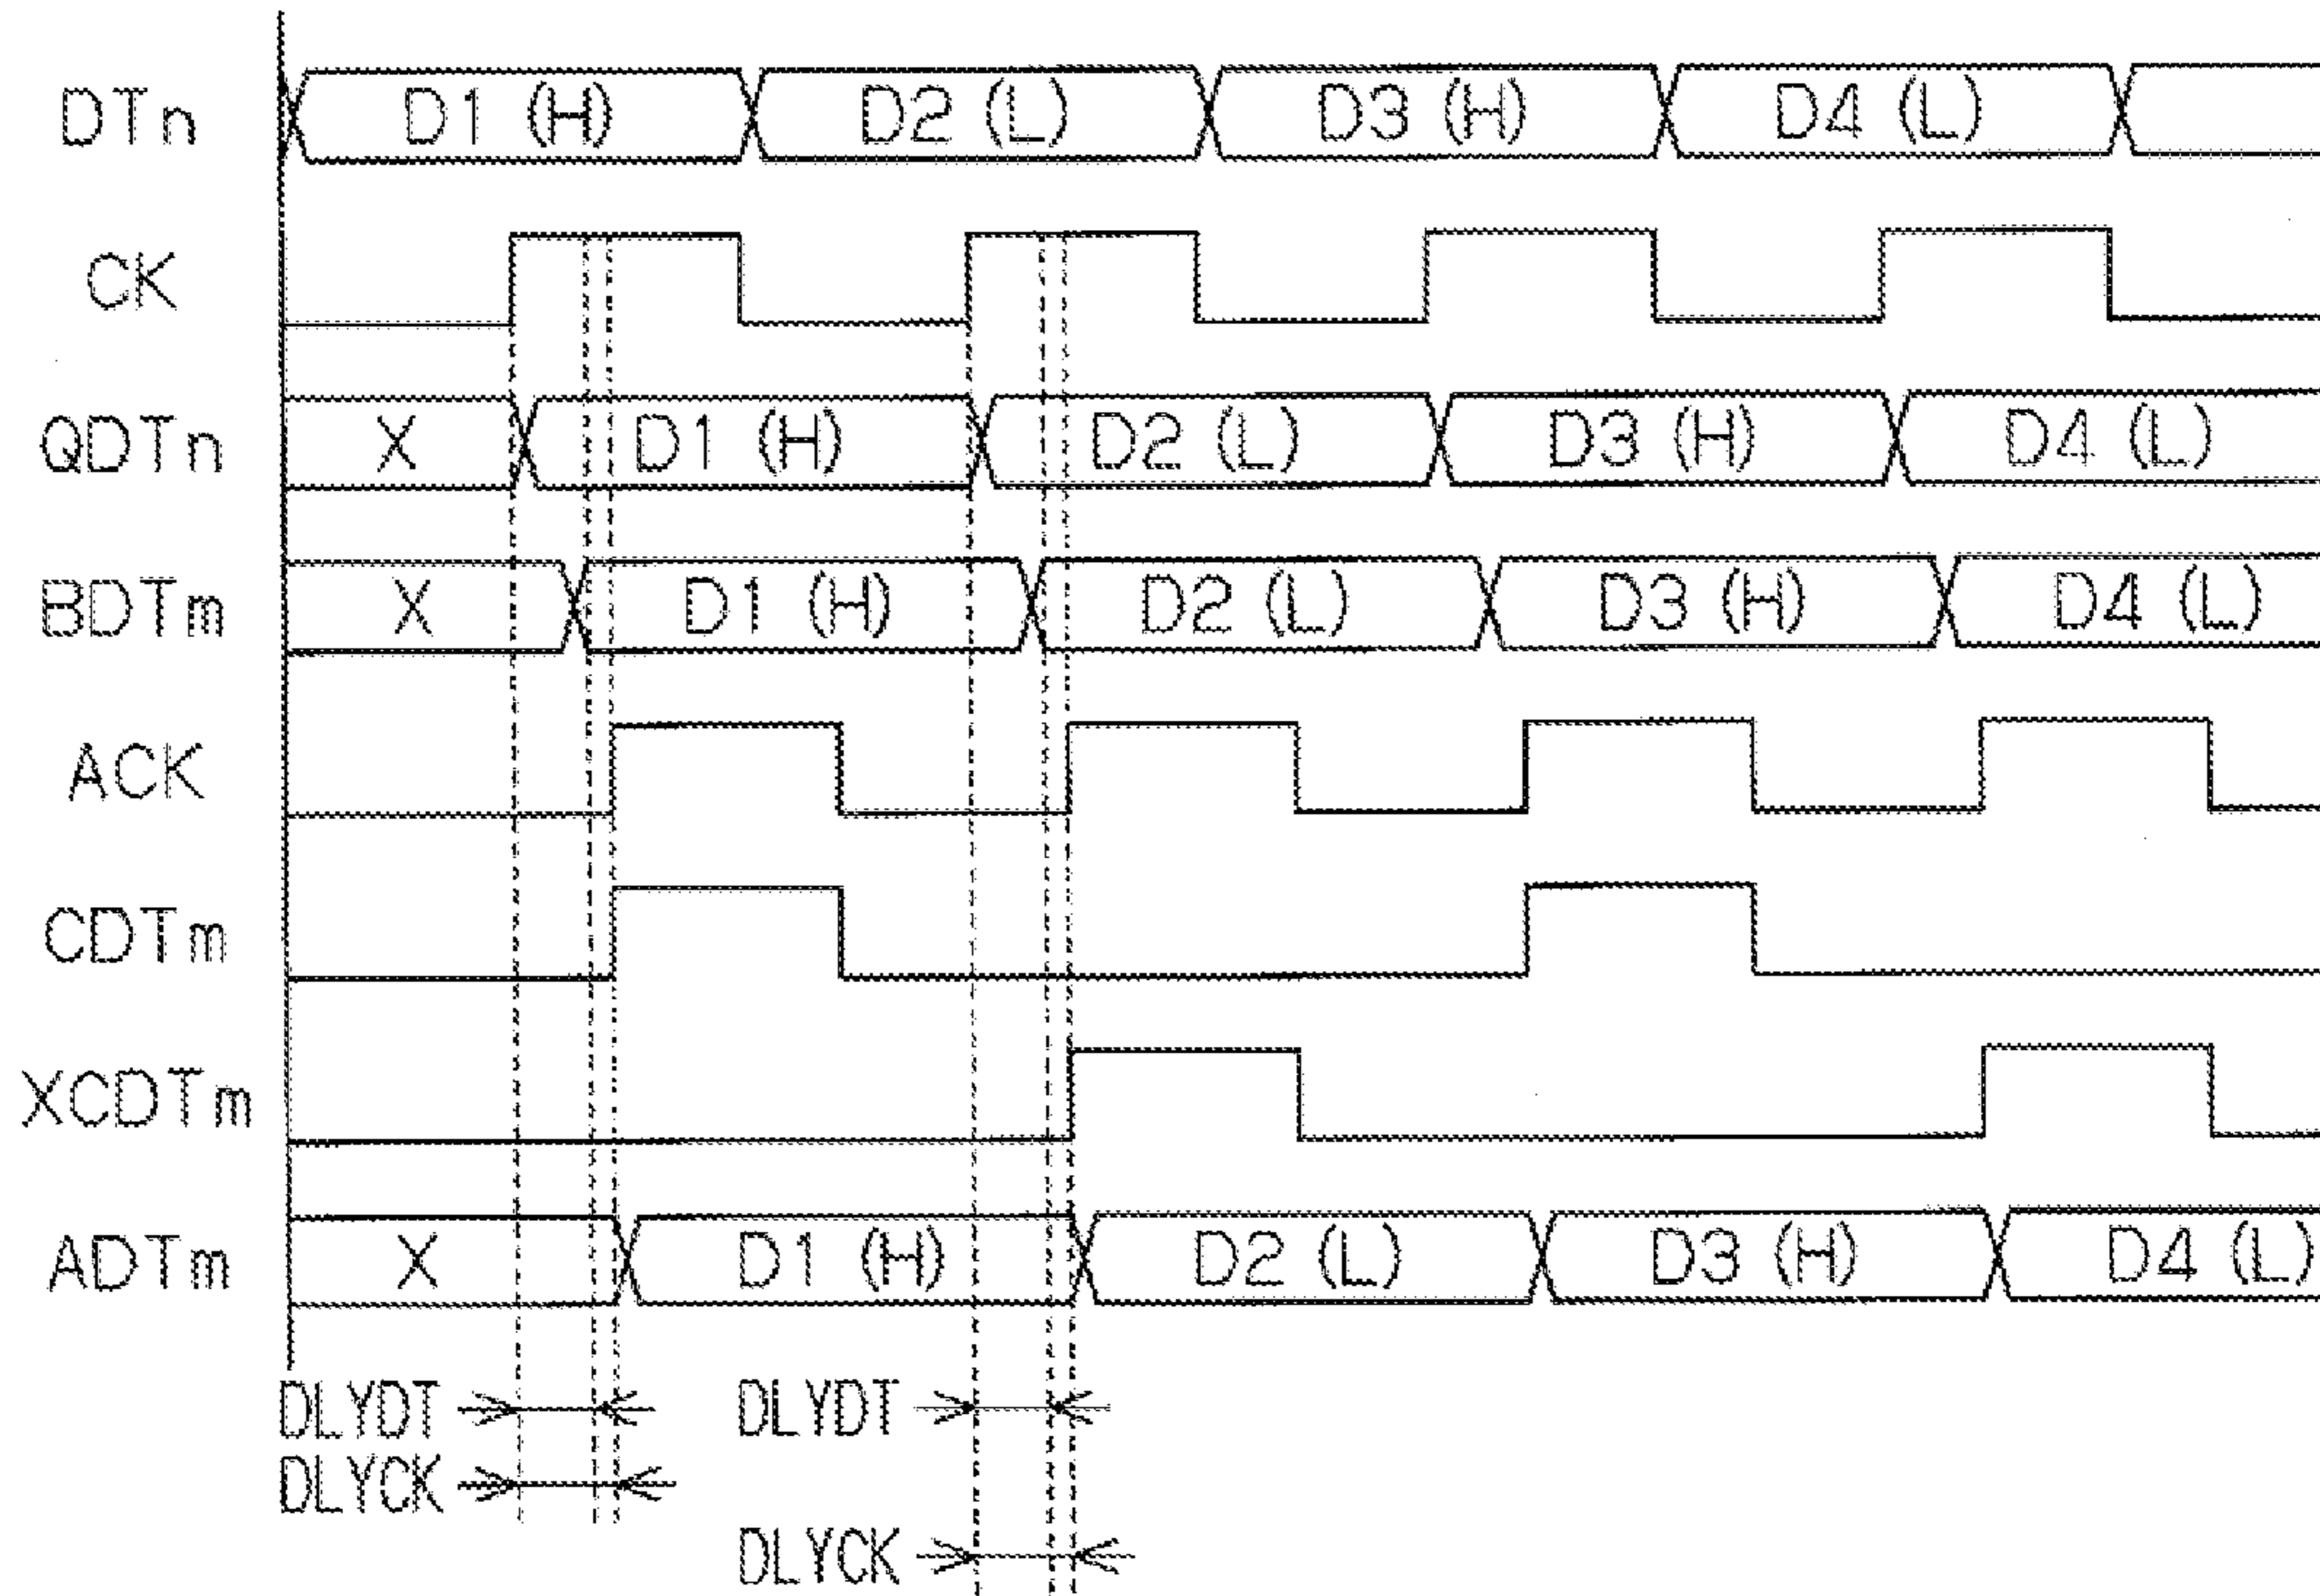 DTn D1 (H) D2 (L) D3 (H) D4 (L)
CK
QDTn X D1 (H) D2 (L) D3 (H) D4 (L)
BDTm X D1 (H) D2 (L) D3 (H) D4 (L)
ACK
CDTm
XCDTm
ADTm X D1 (H) D2 (L) D3 (H) D4 (L)
DLYDT DLYDT
DLYCK
DLYCK